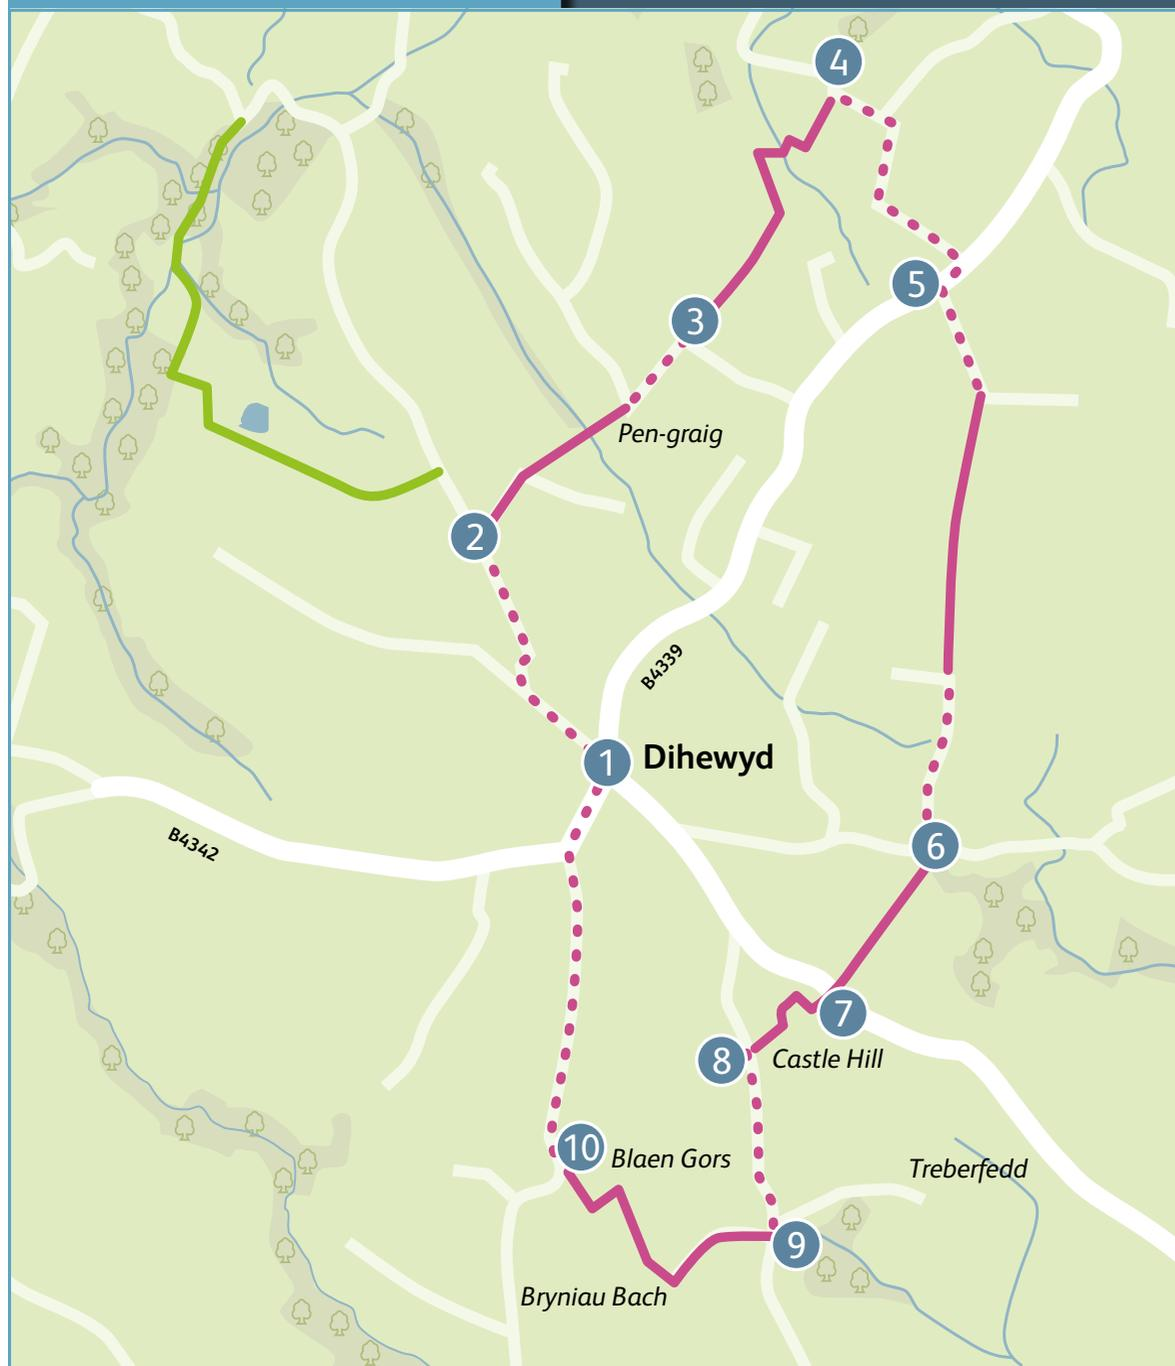 4
5
3
Pen-graig
2
B4339
1
Dihewyd
B4342
6
7
8
Castle Hill
10
Blaen Gors
Treberfedd
9
Bryniau Bach